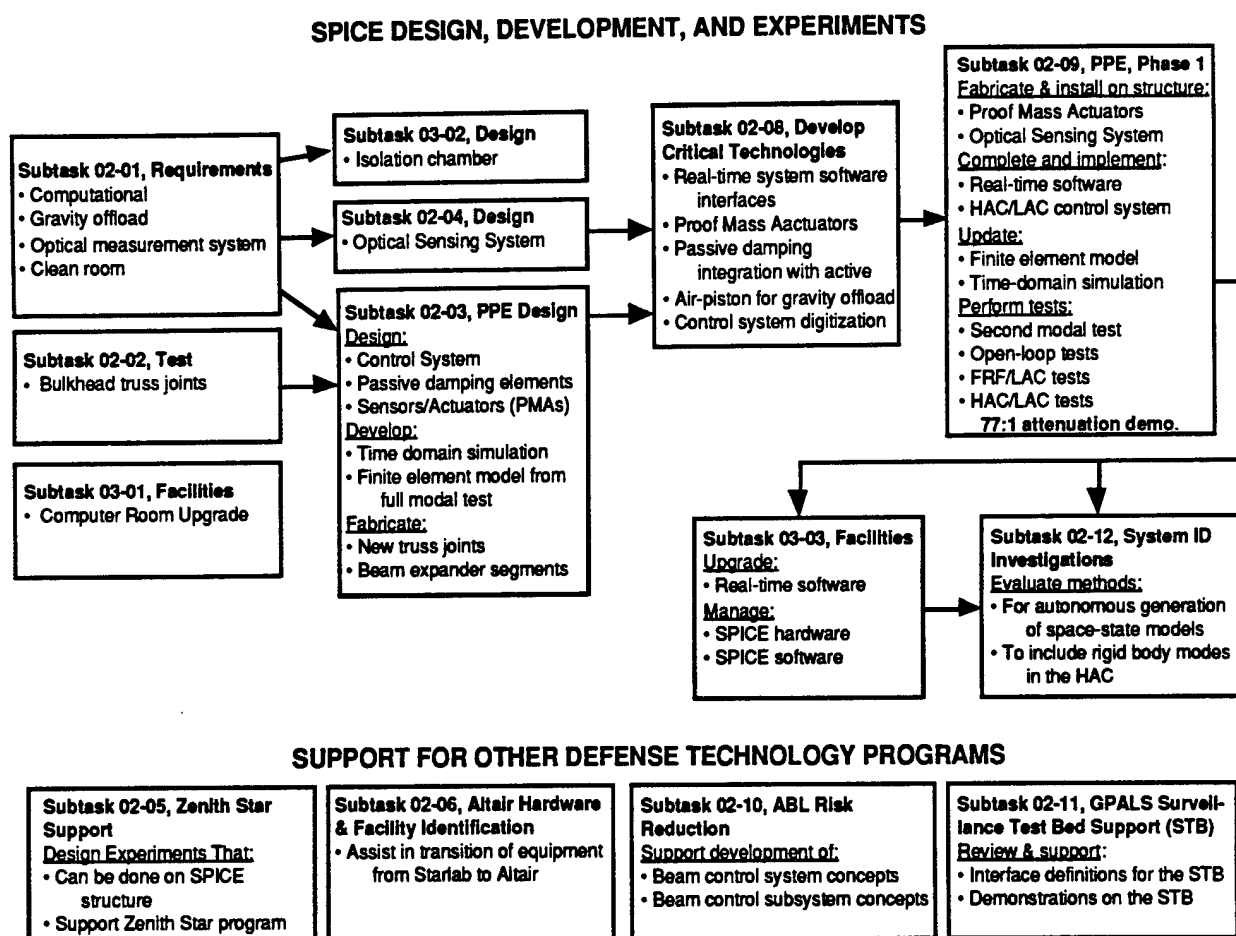 SPICE DESIGN, DEVELOPMENT, AND EXPERIMENTS
Subtask 02-01, Requirements
• Computational
• Gravity offload
• Optical measurement system
• Clean room
Subtask 02-02, Test
• Bulkhead truss joints
Subtask 03-01, Facilities
• Computer Room Upgrade
Subtask 03-02, Design
• Isolation chamber
Subtask 02-04, Design
• Optical Sensing System
Subtask 02-03, PPE Design
Design:
• Control System
• Passive damping elements
• Sensors/Actuators (PMAs)
Develop:
• Time domain simulation
• Finite element model from
full modal test
Fabricate:
• New truss joints
• Beam expander segments
Subtask 02-08, Develop
Critical Technologies
• Real-time system software
interfaces
• Proof Mass Aactuators
• Passive damping
integration with active
• Air-piston for gravity offload
• Control system digitization
Subtask 02-09, PPE, Phase 1
Fabricate & install on structure:
• Proof Mass Actuators
• Optical Sensing System
Complete and implement:
• Real-time software
• HAC/LAC control system
Update:
• Finite element model
• Time-domain simulation
Perform tests:
• Second modal test
• Open-loop tests
• FRF/LAC tests
• HAC/LAC tests
77:1 attenuation demo.
Subtask 03-03, Facilities
Upgrade:
• Real-time software
Manage:
• SPICE hardware
• SPICE software
Subtask 02-12, System ID
Investigations
Evaluate methods:
• For autonomous generation
of space-state models
• To include rigid body modes
in the HAC
SUPPORT FOR OTHER DEFENSE TECHNOLOGY PROGRAMS
Subtask 02-05, Zenith Star
Support
Design Experiments That:
• Can be done on SPICE
structure
• Support Zenith Star program
Subtask 02-06, Altair Hardware
& Facility Identification
• Assist in transition of equipment
from Starlab to Altair
Subtask 02-10, ABL Risk
Reduction
Support development of:
• Beam control system concepts
• Beam control subsystem concepts
Subtask 02-11, GPALS Surveil-
lance Test Bed Support (STB)
Review & support:
• Interface definitions for the STB
• Demonstrations on the STB